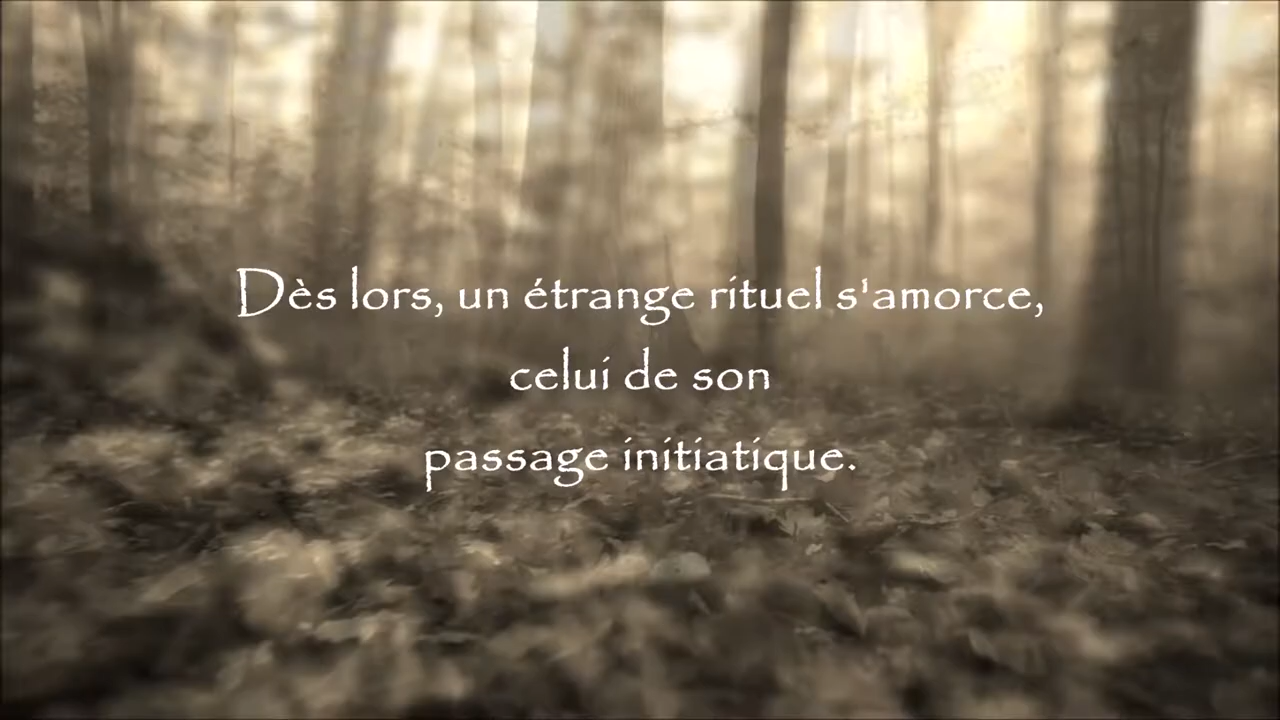 Dès lors, un étrange rituel s'amorce,
celui de son
passage initiatique.